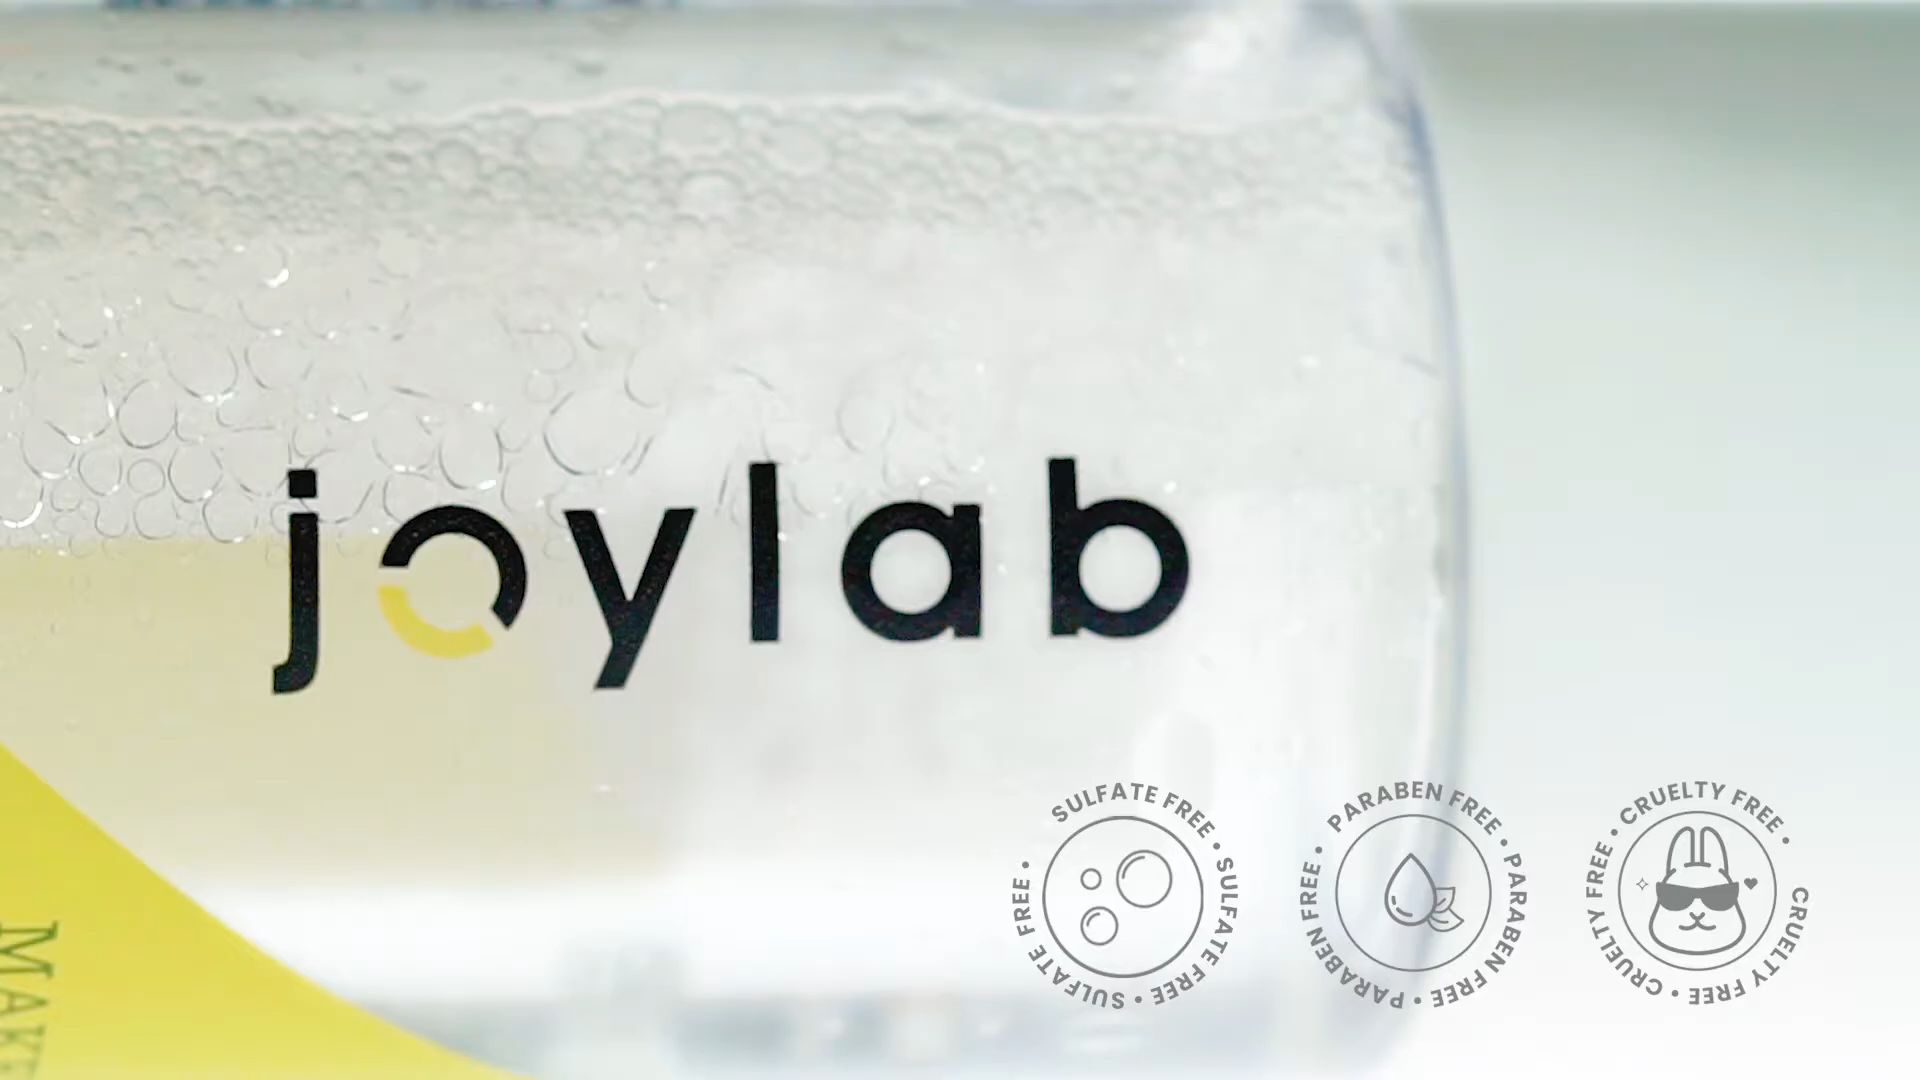 joylab
MAKE
SULFATE FREE • SULFATE FREE • SULFATE FREE •
PARABEN FREE • PARABEN FREE • PARABEN FREE •
CRUELTY FREE • CRUELTY FREE • CRUELTY FREE •